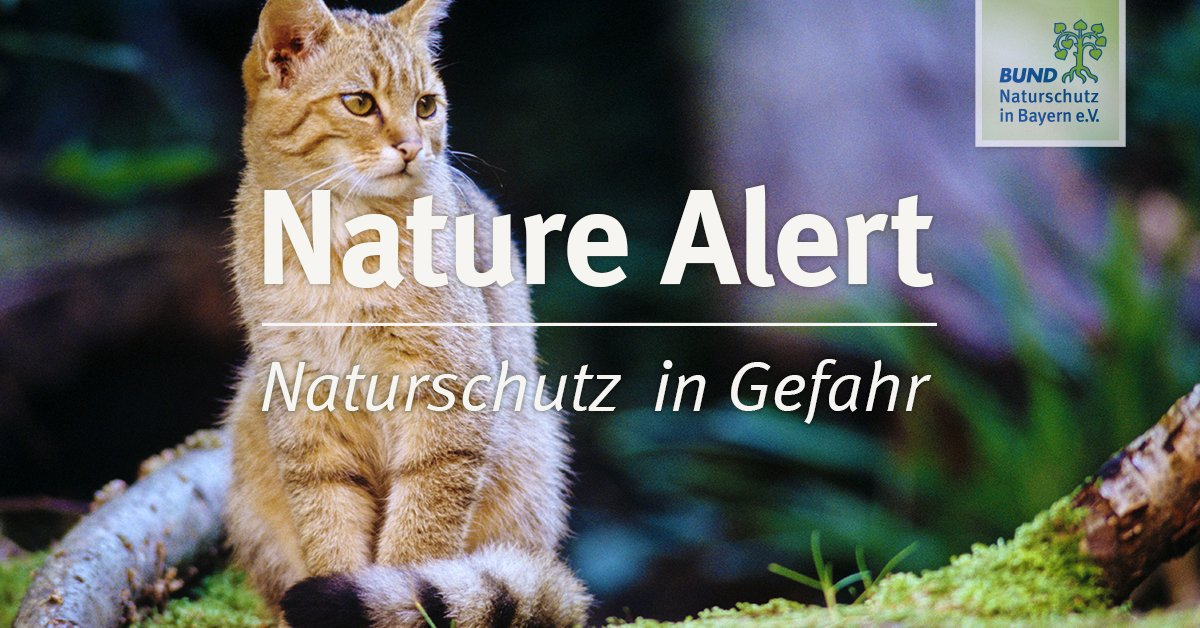 BUND
Naturschutz
in Bayern e.V.
Nature Alert
Naturschutz in Gefahr